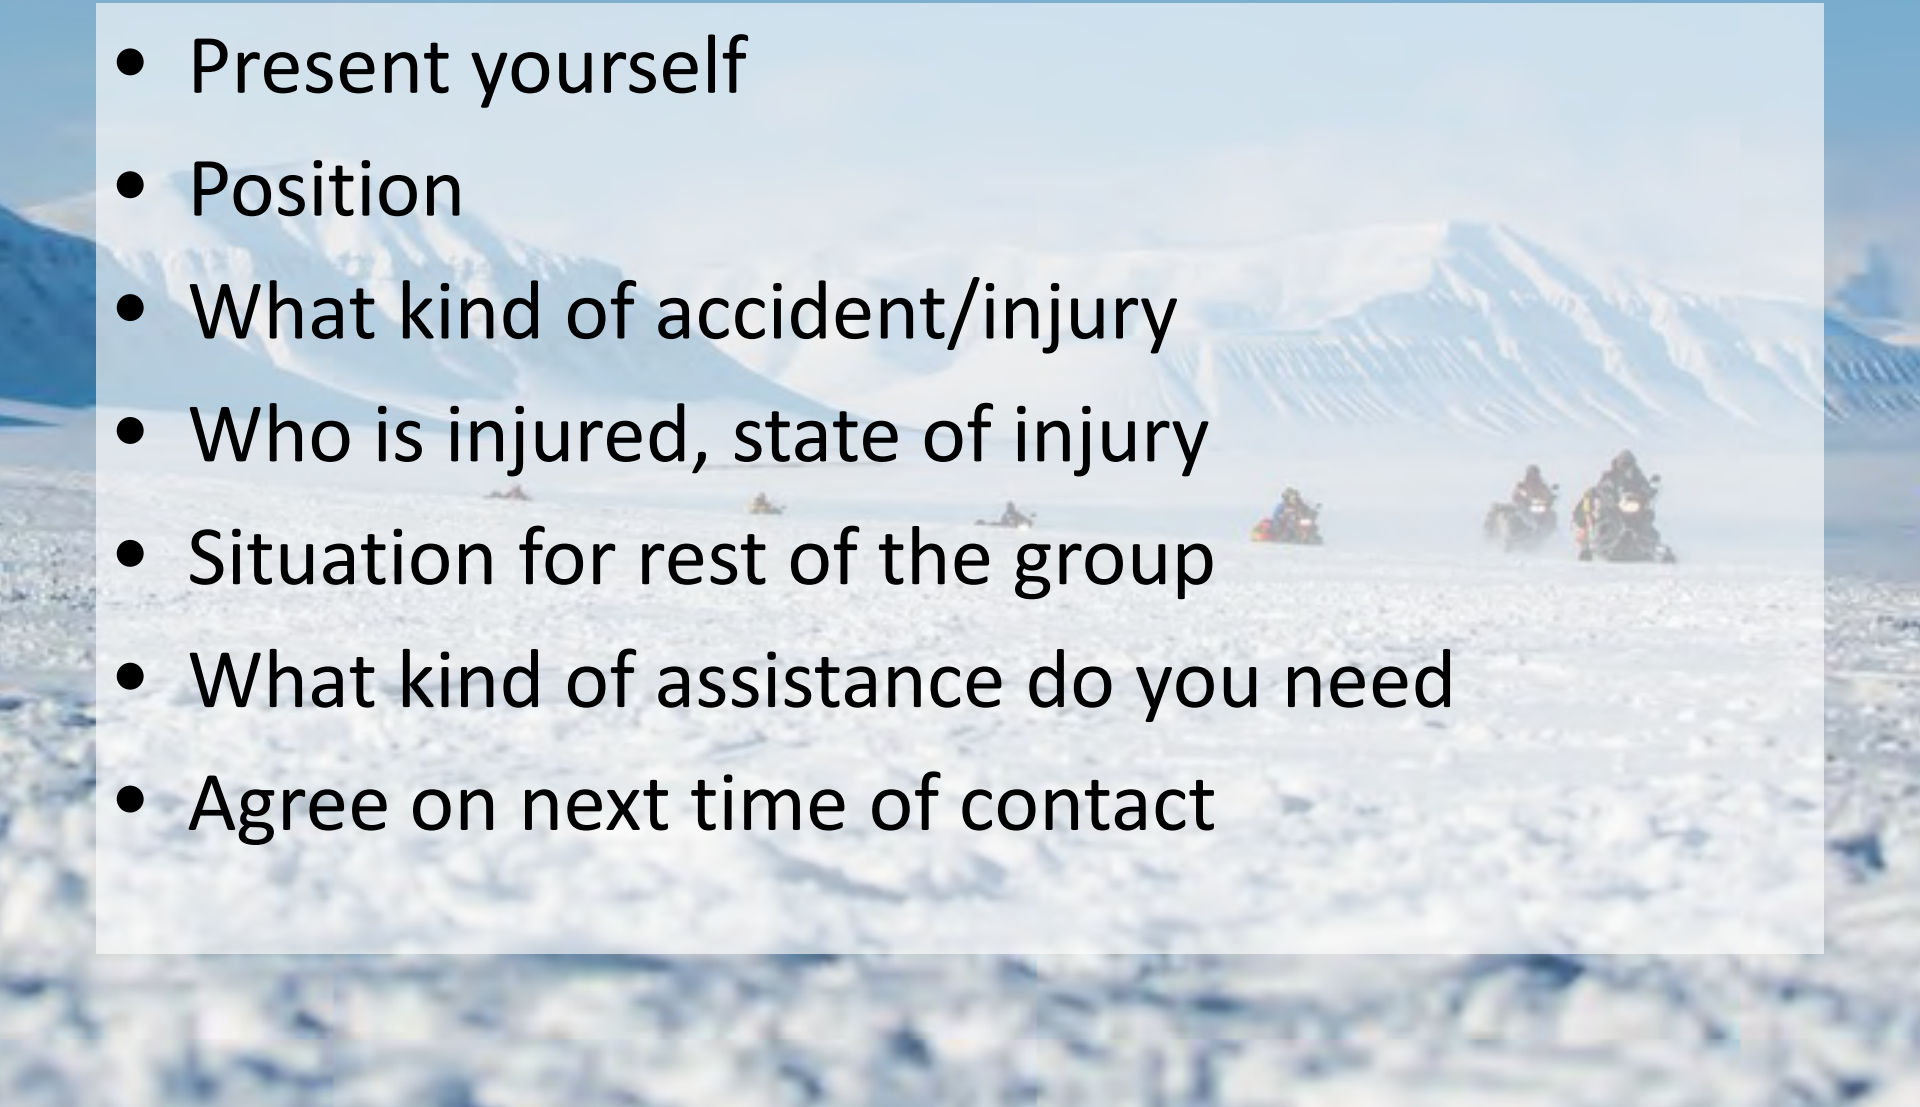 • Present yourself
• Position
• What kind of accident/injury
• Who is injured, state of injury
• Situation for rest of the group
• What kind of assistance do you need
• Agree on next time of contact